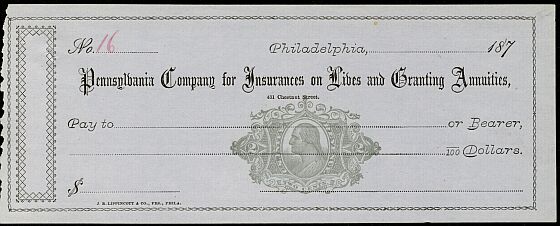 No. 16 Philadelphia, 187
Pennsylvania Company for Insurances on Lives and Granting Annuities,
431 Chestnut Street.
Pay to or Bearer,
100 Dollars.
$
J. B. LIPPINCOTT & CO., PRS., PHILA.